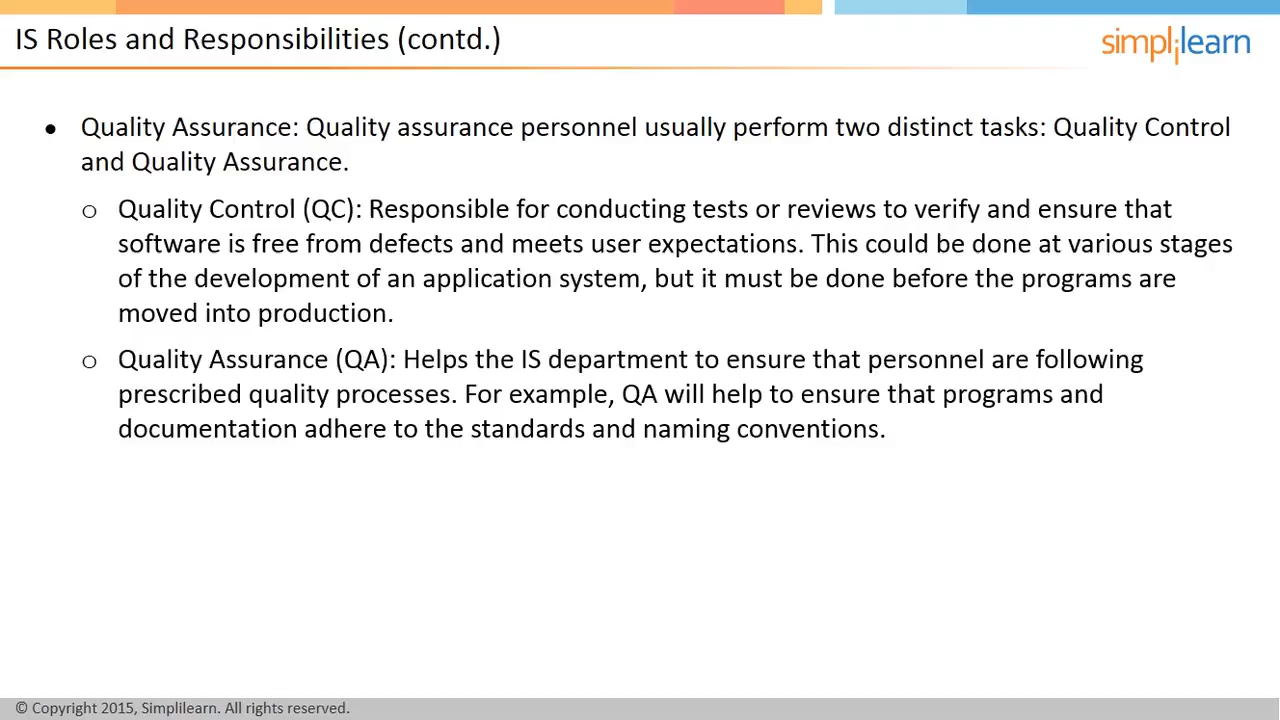 IS Roles and Responsibilities (contd.)
simplilearn
● Quality Assurance: Quality assurance personnel usually perform two distinct tasks: Quality Control
and Quality Assurance.
o Quality Control (QC): Responsible for conducting tests or reviews to verify and ensure that
software is free from defects and meets user expectations. This could be done at various stages
of the development of an application system, but it must be done before the programs are
moved into production.
o Quality Assurance (QA): Helps the IS department to ensure that personnel are following
prescribed quality processes. For example, QA will help to ensure that programs and
documentation adhere to the standards and naming conventions.
© Copyright 2015, Simplilearn. All rights reserved.